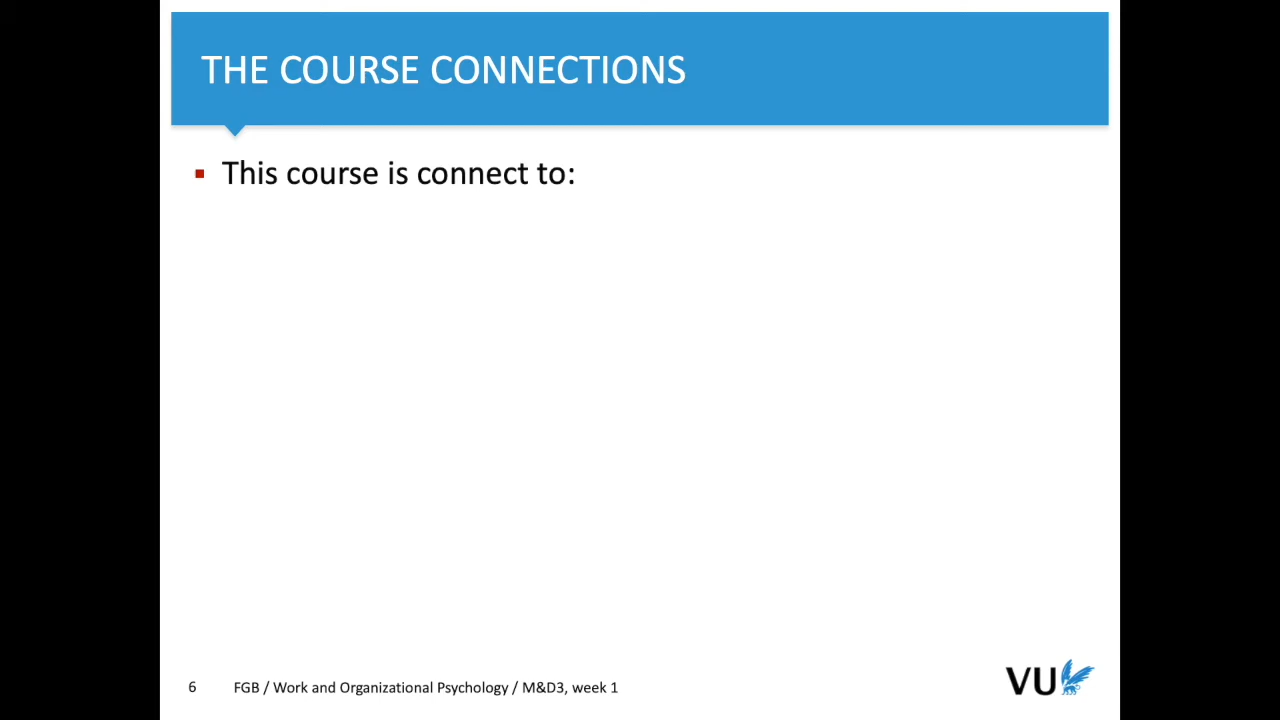 THE COURSE CONNECTIONS
This course is connect to:
6 FGB / Work and Organizational Psychology / M&D3, week 1
VU